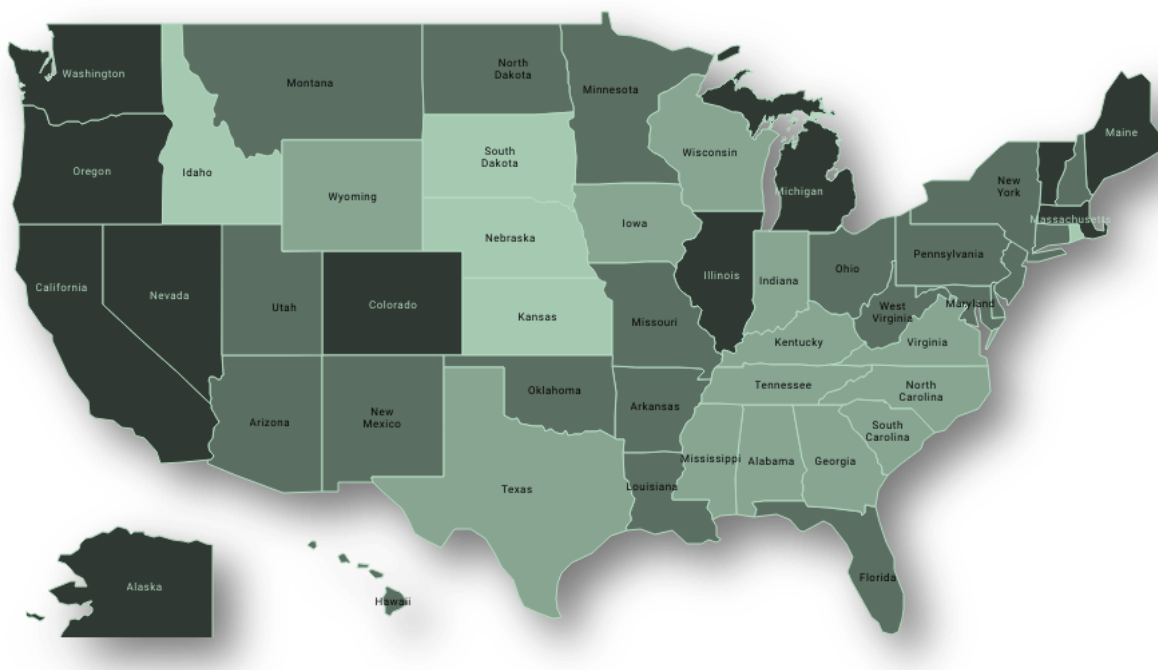 Washington
Montana
North
Dakota
Minnesota
Maine
Oregon
Idaho
South
Dakota
Wisconsin
Michigan
New
York
Wyoming
Massachusetts
Iowa
Nebraska
Pennsylvania
Ohio
Illinois
Indiana
California
Nevada
Utah
Colorado
Kansas
Missouri
West
Virginia
Maryland
Kentucky
Virginia
Tennessee
North
Carolina
Oklahoma
Arkansas
Arizona
New
Mexico
South
Carolina
Mississippi
Alabama
Georgia
Texas
Louisiana
Florida
Alaska
Hawaii